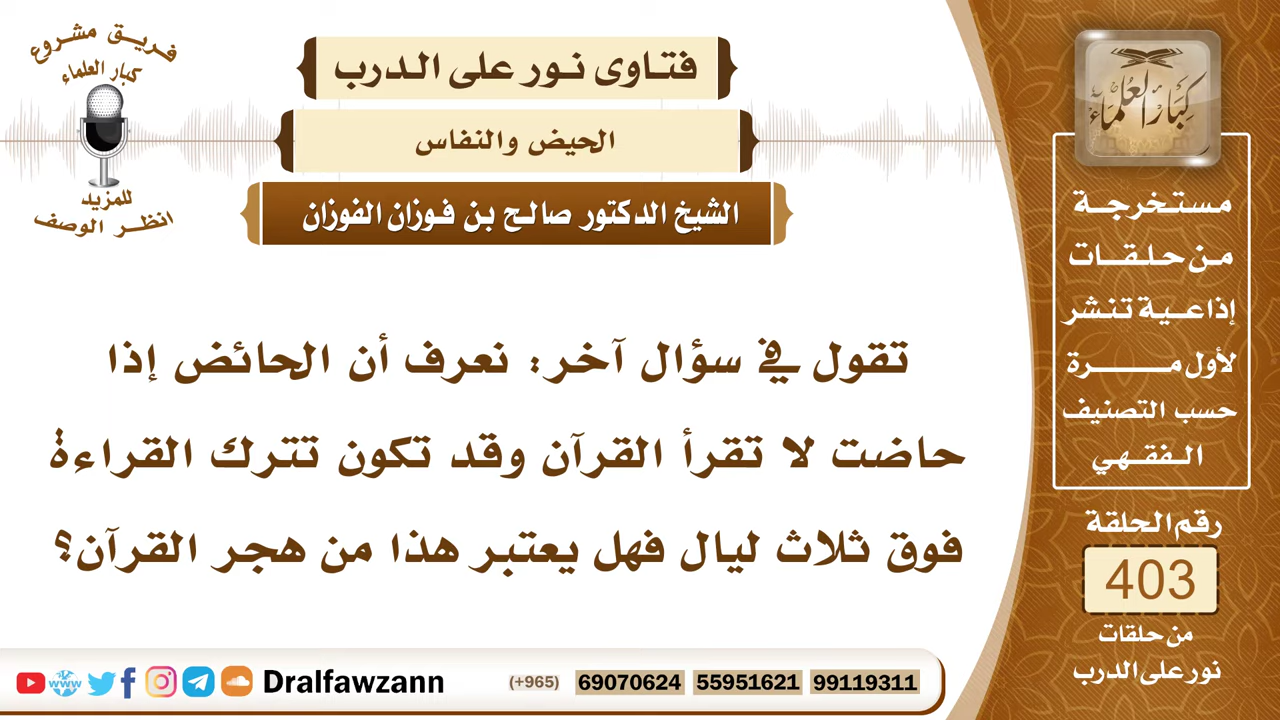 فريق مشروع
كبار العلماء
للمزيد
انظر الوصف
فتاوى نور على الدرب
الحيض والنفاس
الشيخ الدكتور صالح بن فوزان الفوزان
تقول في سؤال آخر: نعرف أن الحائض إذا
حاضت لا تقرأ القرآن وقد تكون تترك القراءة
فوق ثلاث ليال فهل يعتبر هذا من هجر القرآن؟
كبار العلماء
مستخرجة
من حلقات
إذاعية تنشر
لأول مرة
حسب التصنيف
الفقهي
رقم الحلقة
403
من حلقات
نور على الدرب
www
Dralfawzann (+965) 69070624 55951621 99119311